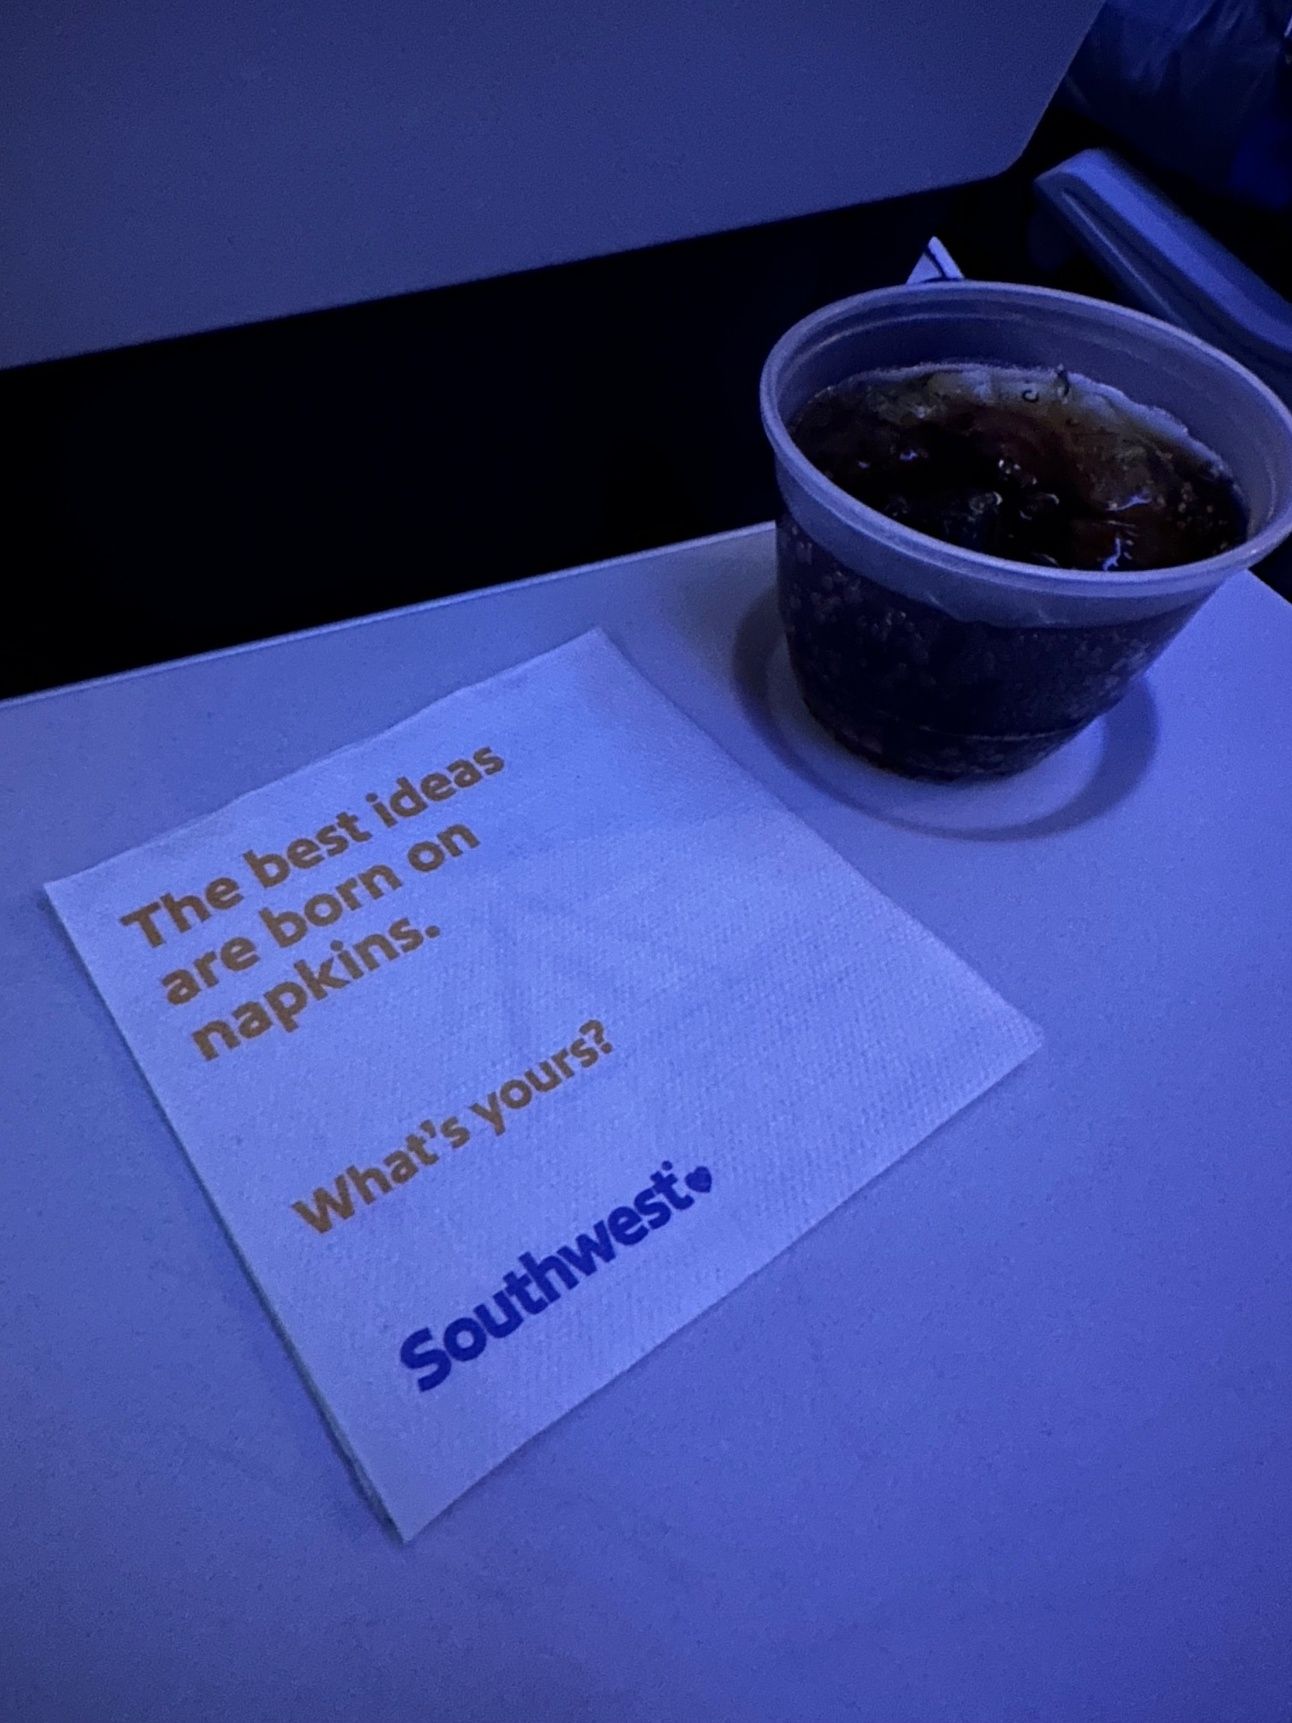 The best ideas
are born on
napkins.
What's yours?
Southwest